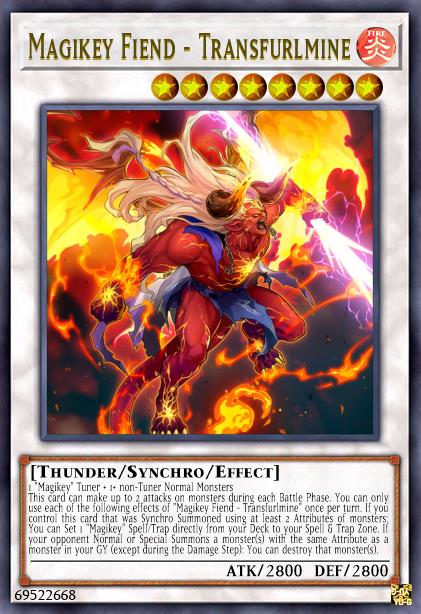 MAGIKEY FIEND - TRANSFURLMINE
FIRE
炎
[THUNDER/SYNCHRO/EFFECT]
1 "Magikey" Tuner + 1+ non-Tuner Normal Monsters
This card can make up to 2 attacks on monsters during each Battle Phase. You can only
use each of the following effects of "Magikey Fiend - Transfurlmine" once per turn. If you
control this card that was Synchro Summoned using at least 2 Attributes of monsters:
You can Set 1 "Magikey" Spell/Trap directly from your Deck to your Spell & Trap Zone. If
your opponent Normal or Special Summons a monster(s) with the same Attribute as a
monster in your GY (except during the Damage Step): You can destroy that monster(s).
ATK/2800 DEF/2800
69522668